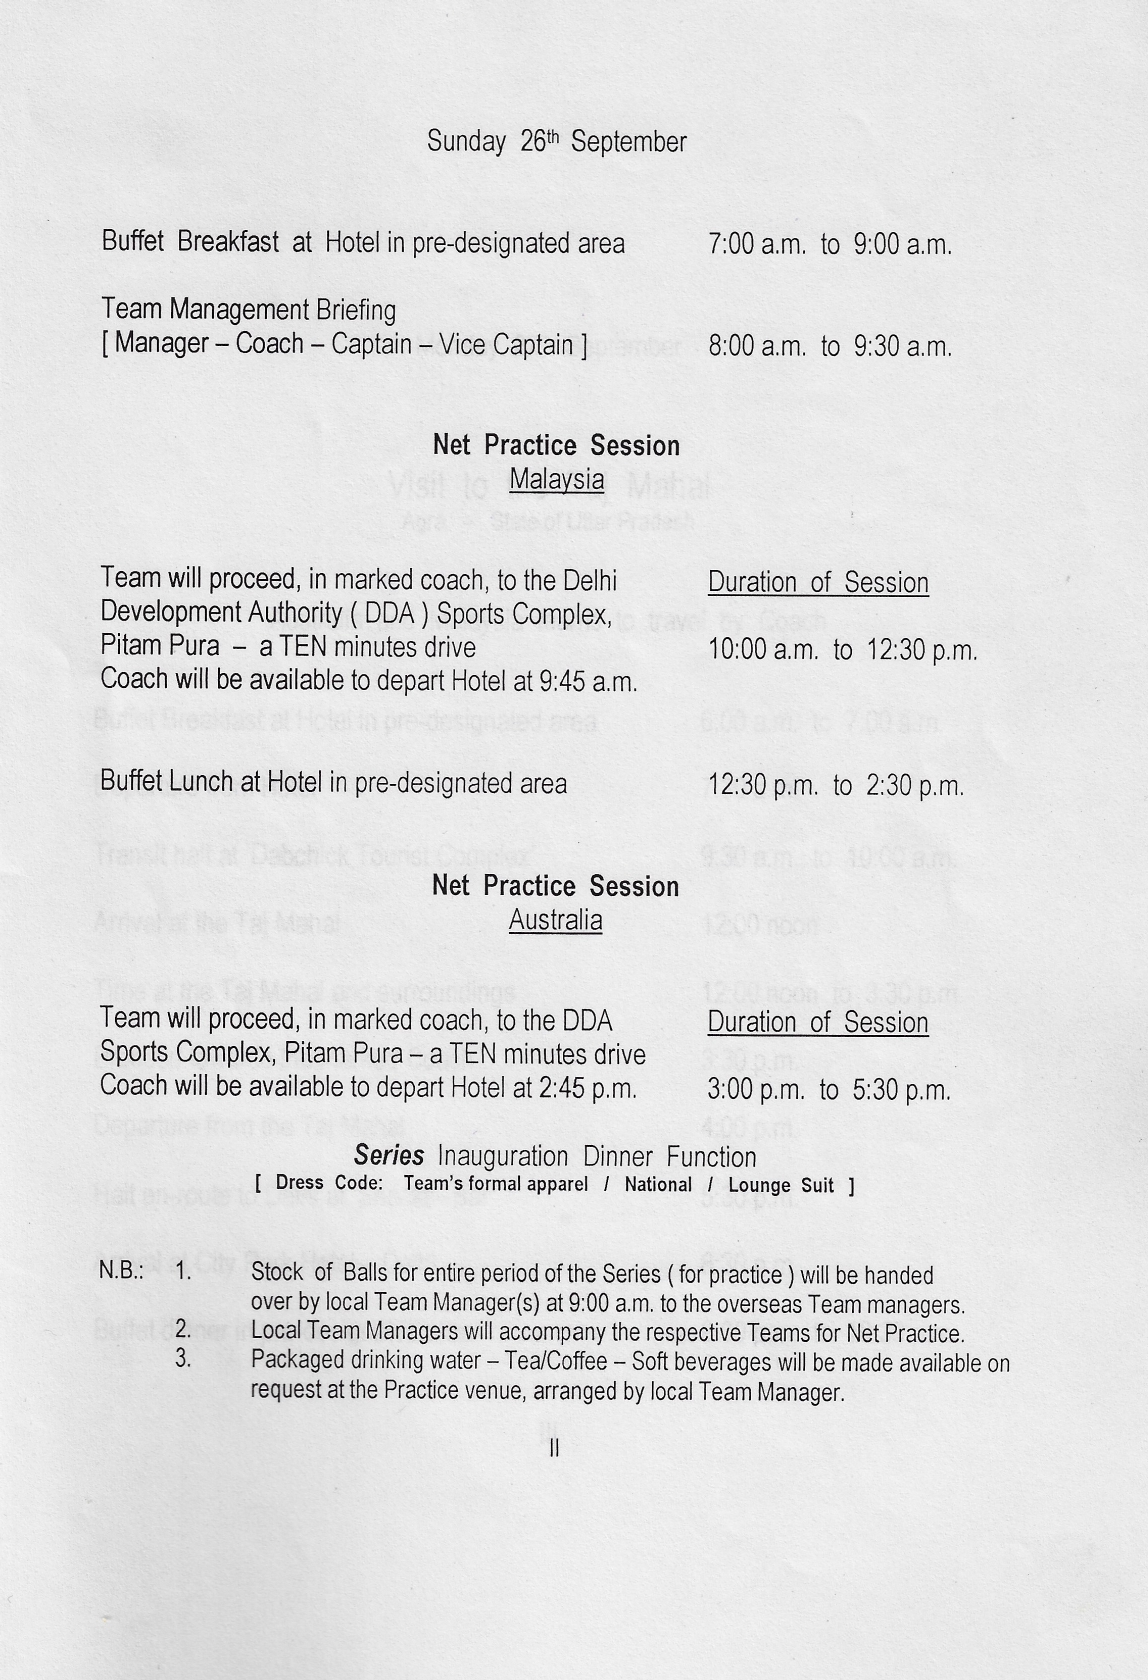 Sunday 26th September
Buffet Breakfast at Hotel in pre-designated area 7:00 a.m. to 9:00 a.m.
Team Management Briefing
[ Manager – Coach – Captain – Vice Captain ] 8:00 a.m. to 9:30 a.m.
Net Practice Session
Malaysia
Team will proceed, in marked coach, to the Delhi Duration of Session
Development Authority ( DDA ) Sports Complex,
Pitam Pura – a TEN minutes drive 10:00 a.m. to 12:30 p.m.
Coach will be available to depart Hotel at 9:45 a.m.
Buffet Lunch at Hotel in pre-designated area 12:30 p.m. to 2:30 p.m.
Net Practice Session
Australia
Team will proceed, in marked coach, to the DDA Duration of Session
Sports Complex, Pitam Pura – a TEN minutes drive
Coach will be available to depart Hotel at 2:45 p.m. 3:00 p.m. to 5:30 p.m.
Series Inauguration Dinner Function
[ Dress Code: Team's formal apparel / National / Lounge Suit ]
N.B.: 1. Stock of Balls for entire period of the Series ( for practice ) will be handed
over by local Team Manager(s) at 9:00 a.m. to the overseas Team managers.
2. Local Team Managers will accompany the respective Teams for Net Practice.
3. Packaged drinking water – Tea/Coffee – Soft beverages will be made available on
request at the Practice venue, arranged by local Team Manager.
II